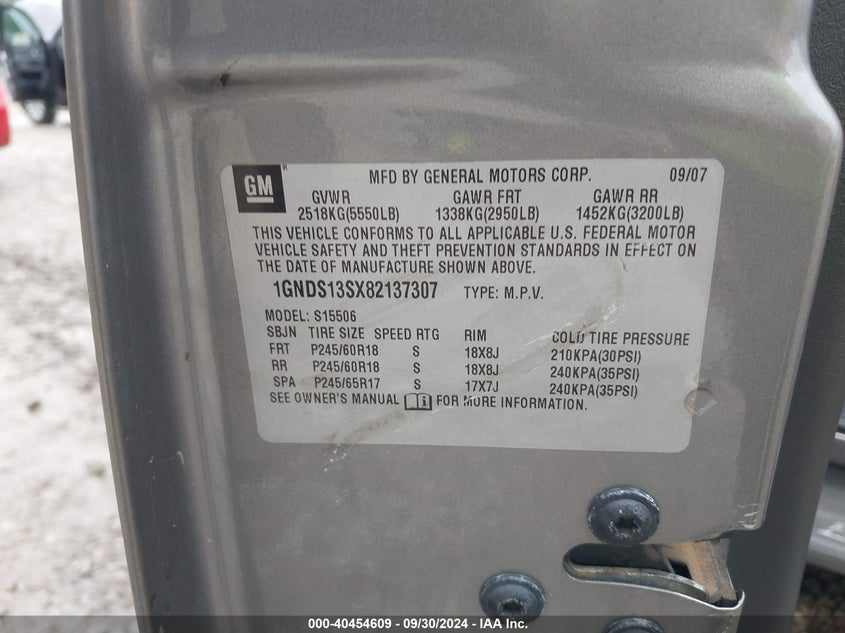 GM
MFD BY GENERAL MOTORS CORP. 09/07
GVWR GAWR FRT GAWR RR
2518KG(5550LB) 1338KG(2950LB) 1452KG(3200LB)
THIS VEHICLE CONFORMS TO ALL APPLICABLE U.S. FEDERAL MOTOR
VEHICLE SAFETY AND THEFT PREVENTION STANDARDS IN EFFECT ON
THE DATE OF MANUFACTURE SHOWN ABOVE.
1GNDS13SX82137307 TYPE: M.P.V.
MODEL: S15506
SBJN TIRE SIZE SPEED RTG RIM COLD TIRE PRESSURE
FRT P245/60R18 S 18X8J 210KPA(30PSI)
RR P245/60R18 S 18X8J 240KPA(35PSI)
SPA P245/65R17 S 17X7J 240KPA(35PSI)
SEE OWNER'S MANUAL FOR MORE INFORMATION.
000-40454609 - 09/30/2024 - IAA Inc.